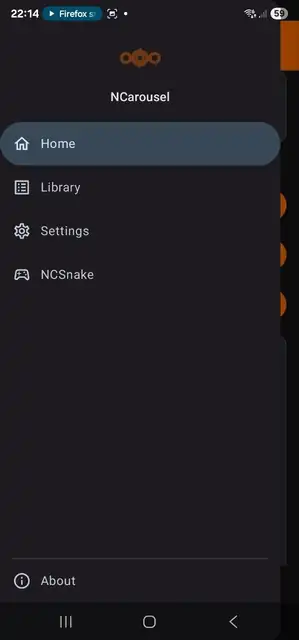 22:14 Firefox s 59
NCarousel
Home
Library
Settings
NCSnake
About